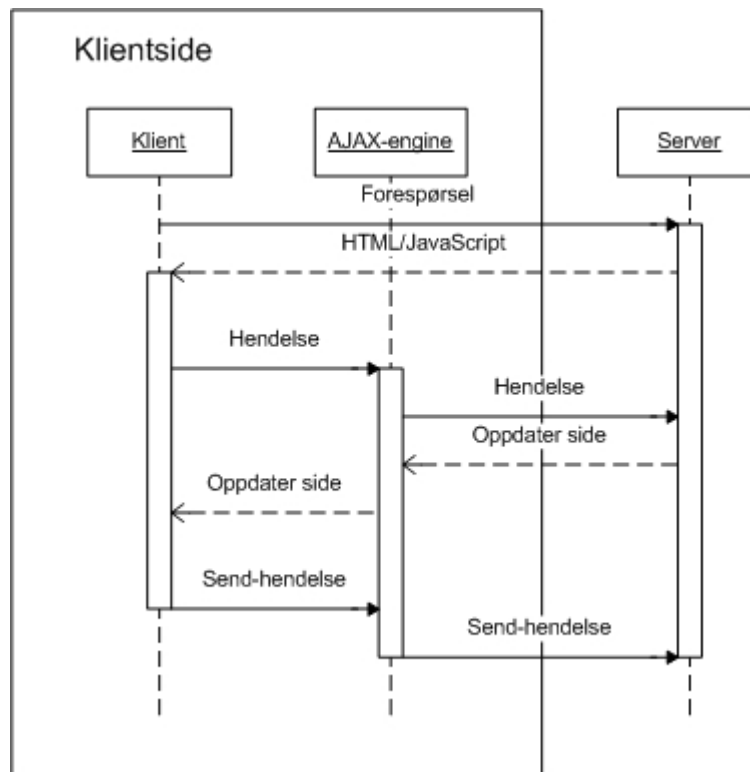 Klientside
Klient
AJAX-engine
Server
Forespørsel
HTML/JavaScript
Hendelse
Hendelse
Oppdater side
Oppdater side
Send-hendelse
Send-hendelse